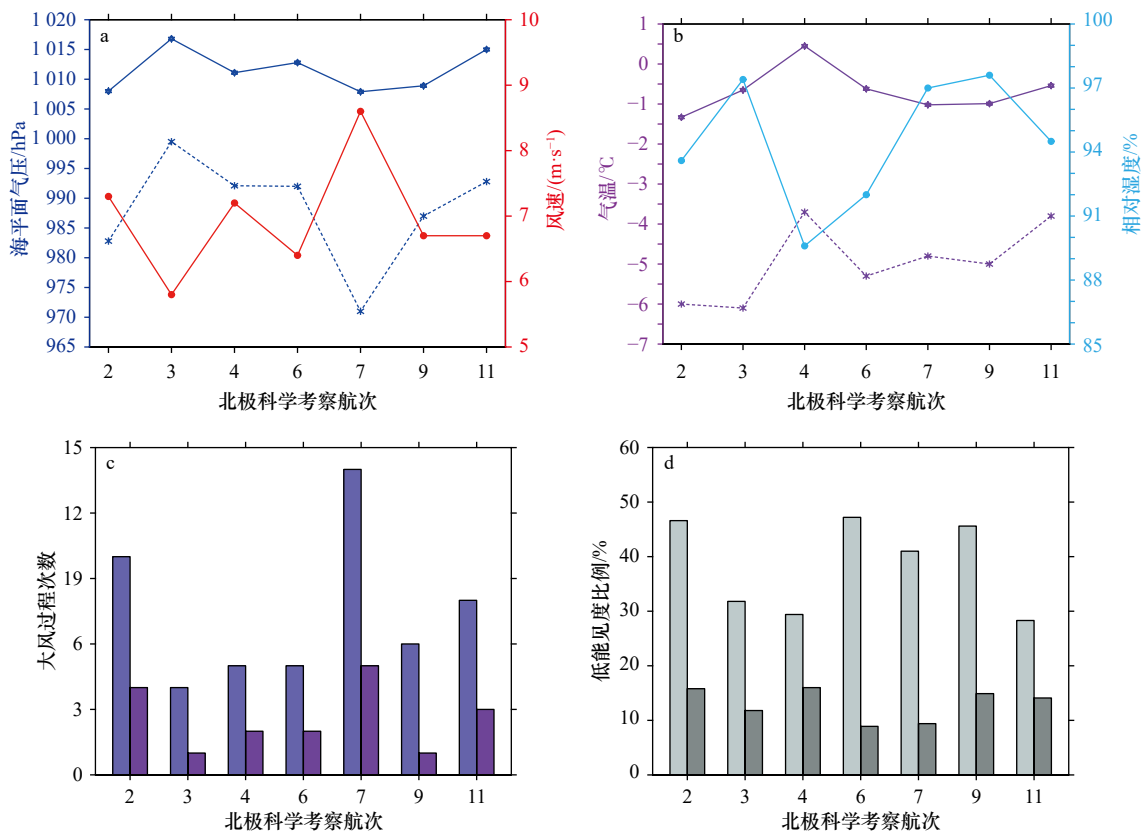 a
1 020
1 015
1 010
1 005
1 000
995
990
985
980
975
970
965
海平面气压/hPa
10
9
8
7
6
5
风速/(m·s⁻¹)
2 3 4 6 7 9 11
北极科学考察航次
b
1
0
−1
−2
−3
−4
−5
−6
−7
气温/℃
100
97
94
91
88
85
相对湿度/%
2 3 4 6 7 9 11
北极科学考察航次
c
15
12
19
6
3
0
大风过程次数
2 3 4 6 7 9 11
北极科学考察航次
d
60
50
40
30
20
10
0
低能见度比例/%
2 3 4 6 7 9 11
北极科学考察航次